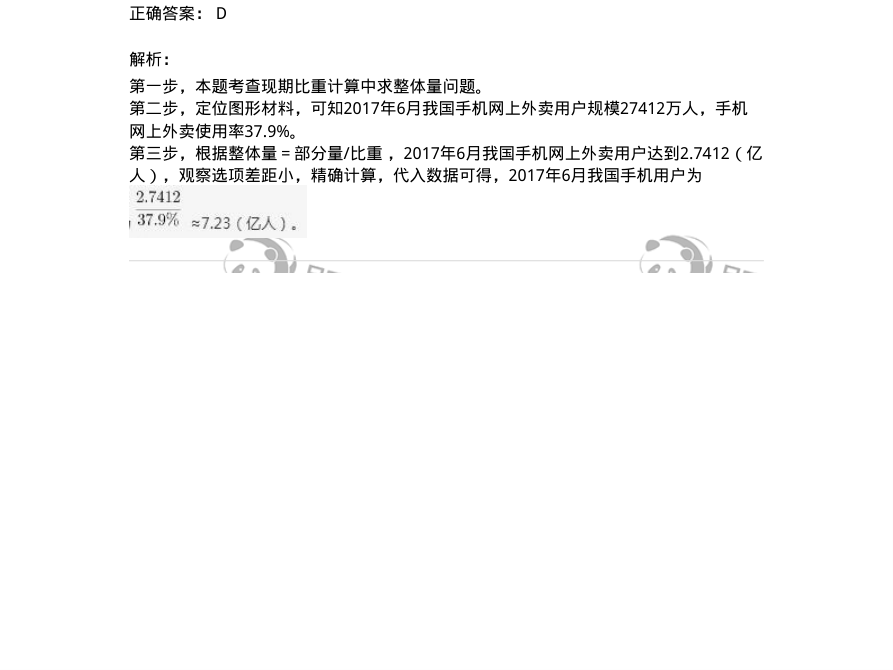 正确答案： D
解析：
第一步，本题考查现期比重计算中求整体量问题。
第二步，定位图形材料，可知2017年6月我国手机网上外卖用户规模27412万人，手机
网上外卖使用率37.9%。
第三步，根据整体量 = 部分量/比重 ，2017年6月我国手机网上外卖用户达到2.7412（亿
人），观察选项差距小，精确计算，代入数据可得，2017年6月我国手机用户为
2.7412
37.9% ≈7.23（亿人）。